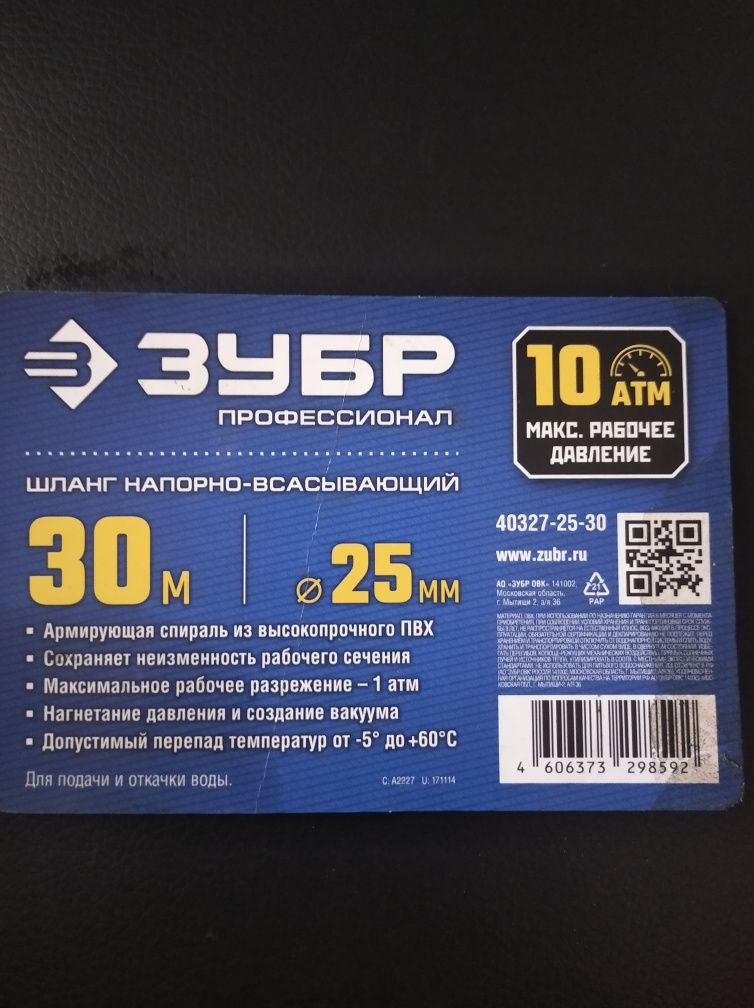 ЗУБР
ПРОФЕССИОНАЛ
ШЛАНГ НАПОРНО-ВСАСЫВАЮЩИЙ
30 М
Ø 25 ММ
▪ Армирующая спираль из высокопрочного ПВХ
▪ Сохраняет неизменность рабочего сечения
▪ Максимальное рабочее разрежение – 1 атм
▪ Нагнетание давления и создание вакуума
▪ Допустимый перепад температур от -5° до +60°C
Для подачи и откачки воды.
C: A2227 U: 171114
10 АТМ
МАКС. РАБОЧЕЕ
ДАВЛЕНИЕ
40327-25-30
www.zubr.ru
АО «ЗУБР ОВК» 141002,
Московская область,
г. Мытищи 2, а/я 36
21
PAP
4 606373 298592